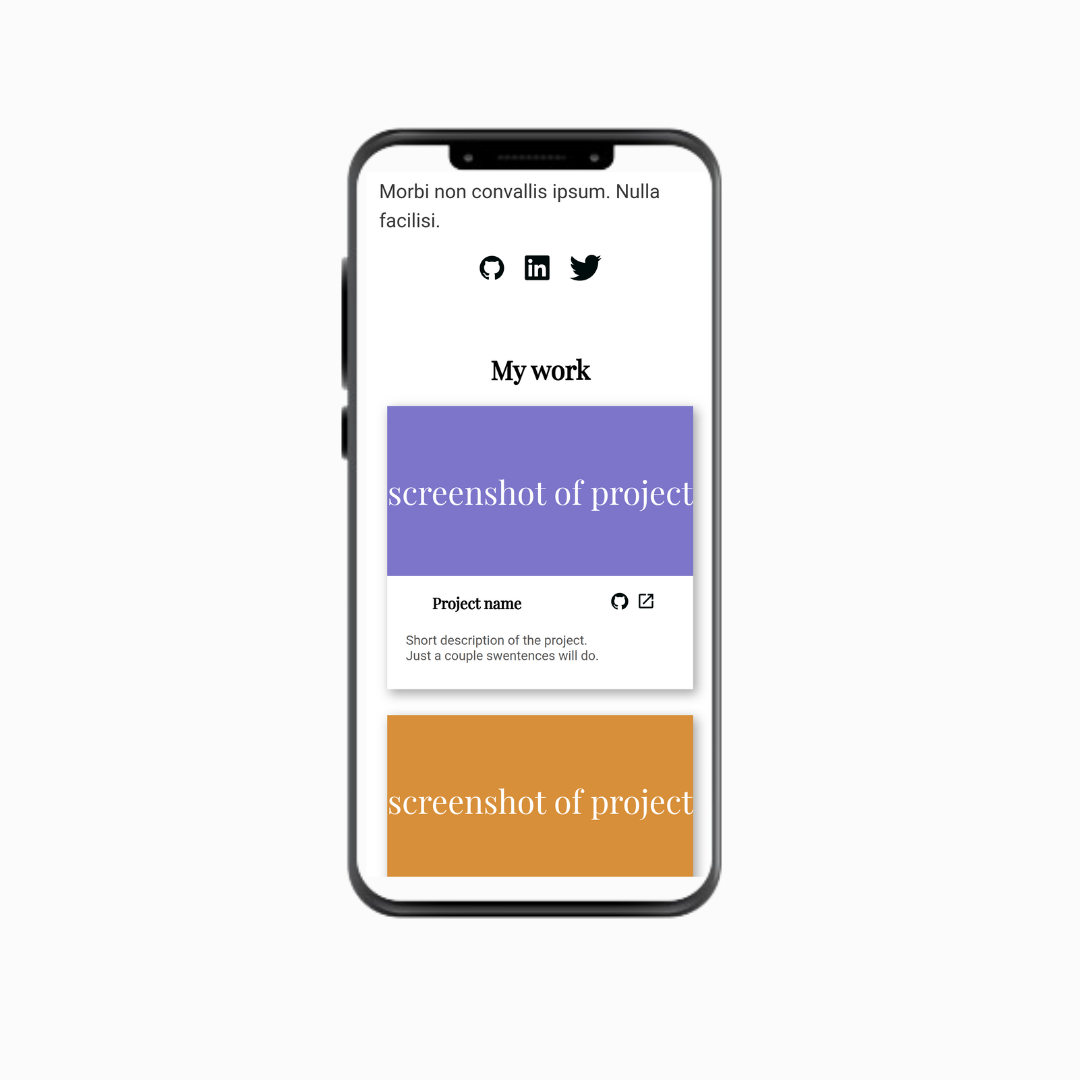 Morbi non convallis ipsum. Nulla
facilisi.
in
My work
screenshot of project
Project name
Short description of the project.
Just a couple swentences will do.
screenshot of project